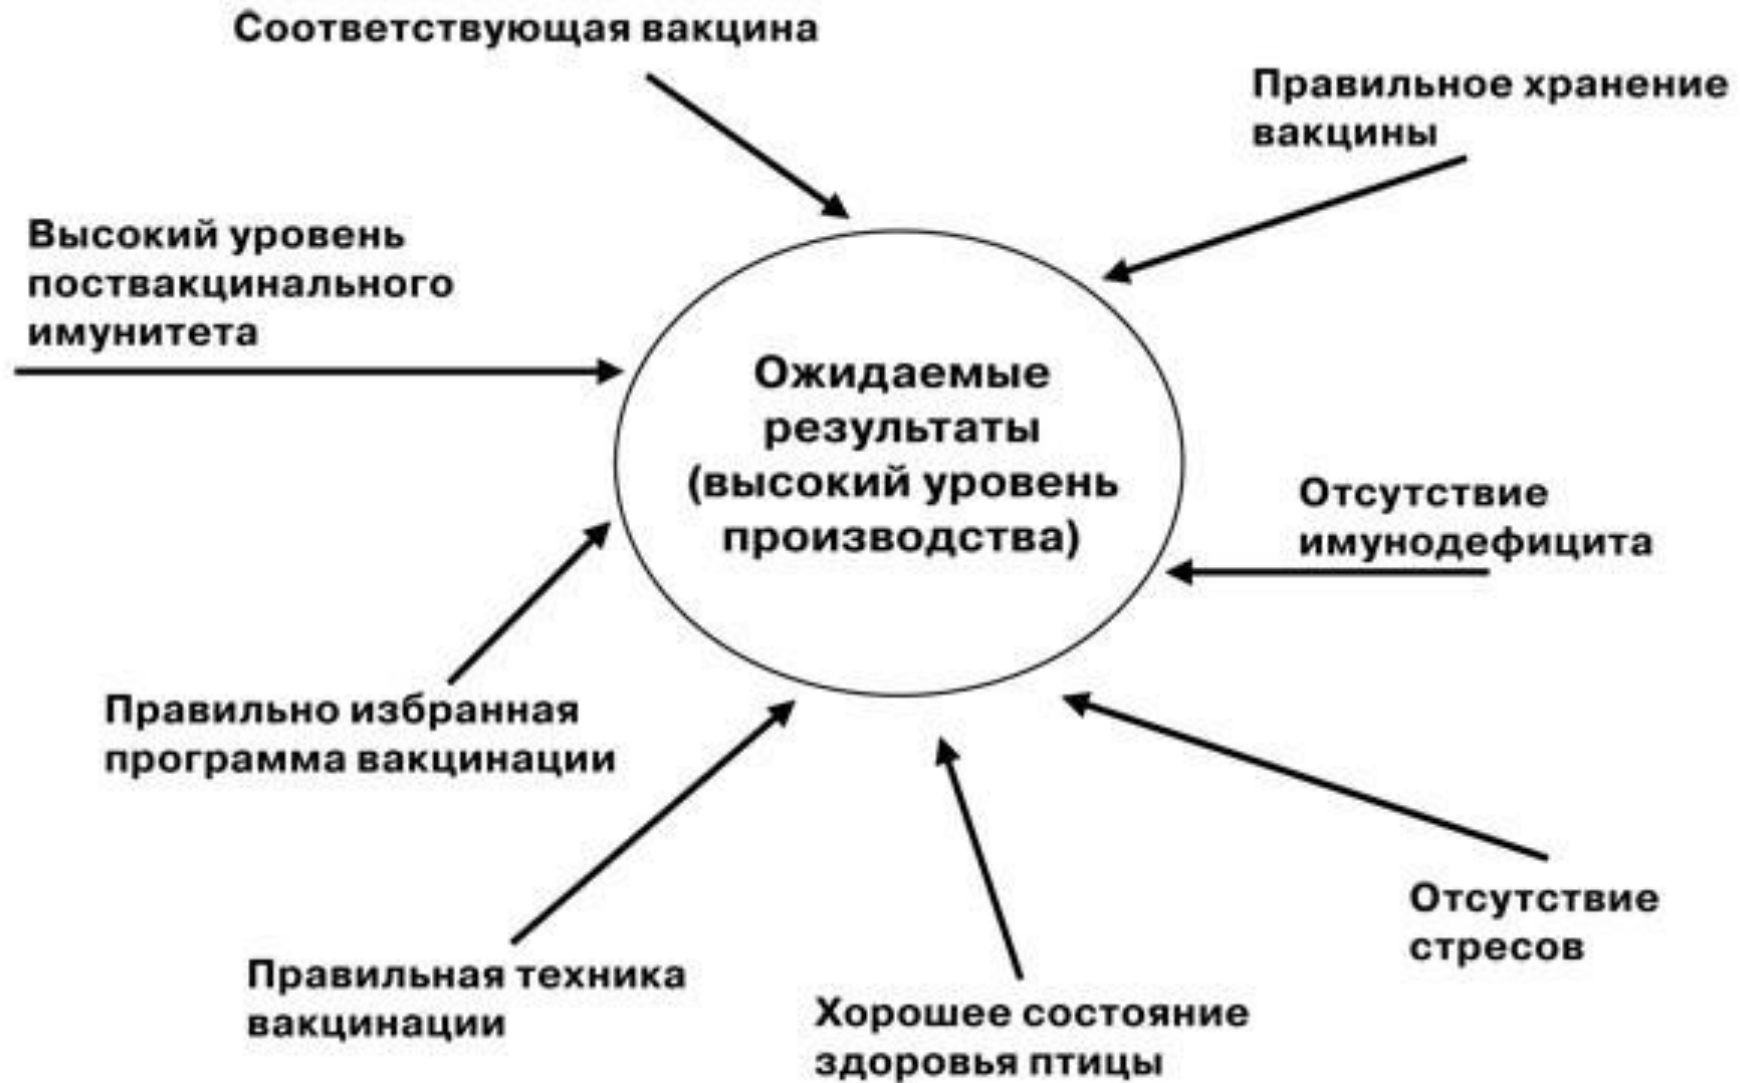 Соответствующая вакцина
Правильное хранение
вакцины
Высокий уровень
поствакцинального
имунитета
Ожидаемые
результаты
(высокий уровень
производства)
Отсутствие
имунодефицита
Правильно избранная
программа вакцинации
Отсутствие
стресов
Правильная техника
вакцинации
Хорошее состояние
здоровья птицы